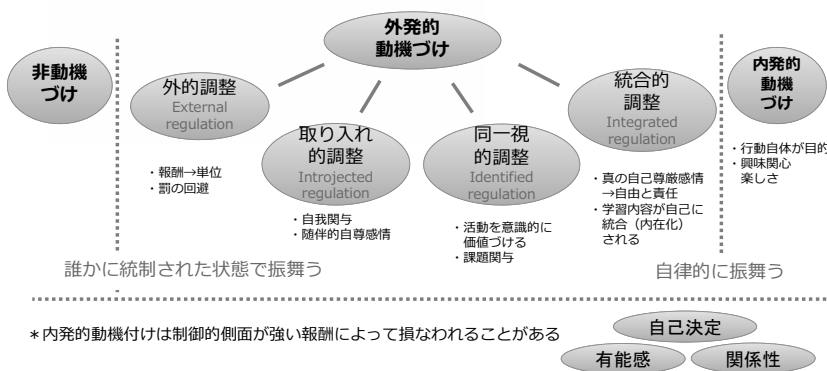 外発的
動機づけ
非動機
づけ
外的調整
External
regulation
・報酬→単位
・罰の回避
取り入れ
的調整
Introjected
regulation
・自我関与
・随伴的自尊感情
同一視
的調整
Identified
regulation
・活動を意識的に
価値づける
・課題関与
統合的
調整
Integrated
regulation
・真の自己尊厳感情
→自由と責任
・学習内容が自己に
統合（内在化）
される
内発的
動機
づけ
・行動自体が目的
・興味関心
楽しさ
誰かに統制された状態で振舞う
自律的に振舞う
＊内発的動機付けは制御的側面が強い報酬によって損なわれることがある
自己決定
有能感
関係性